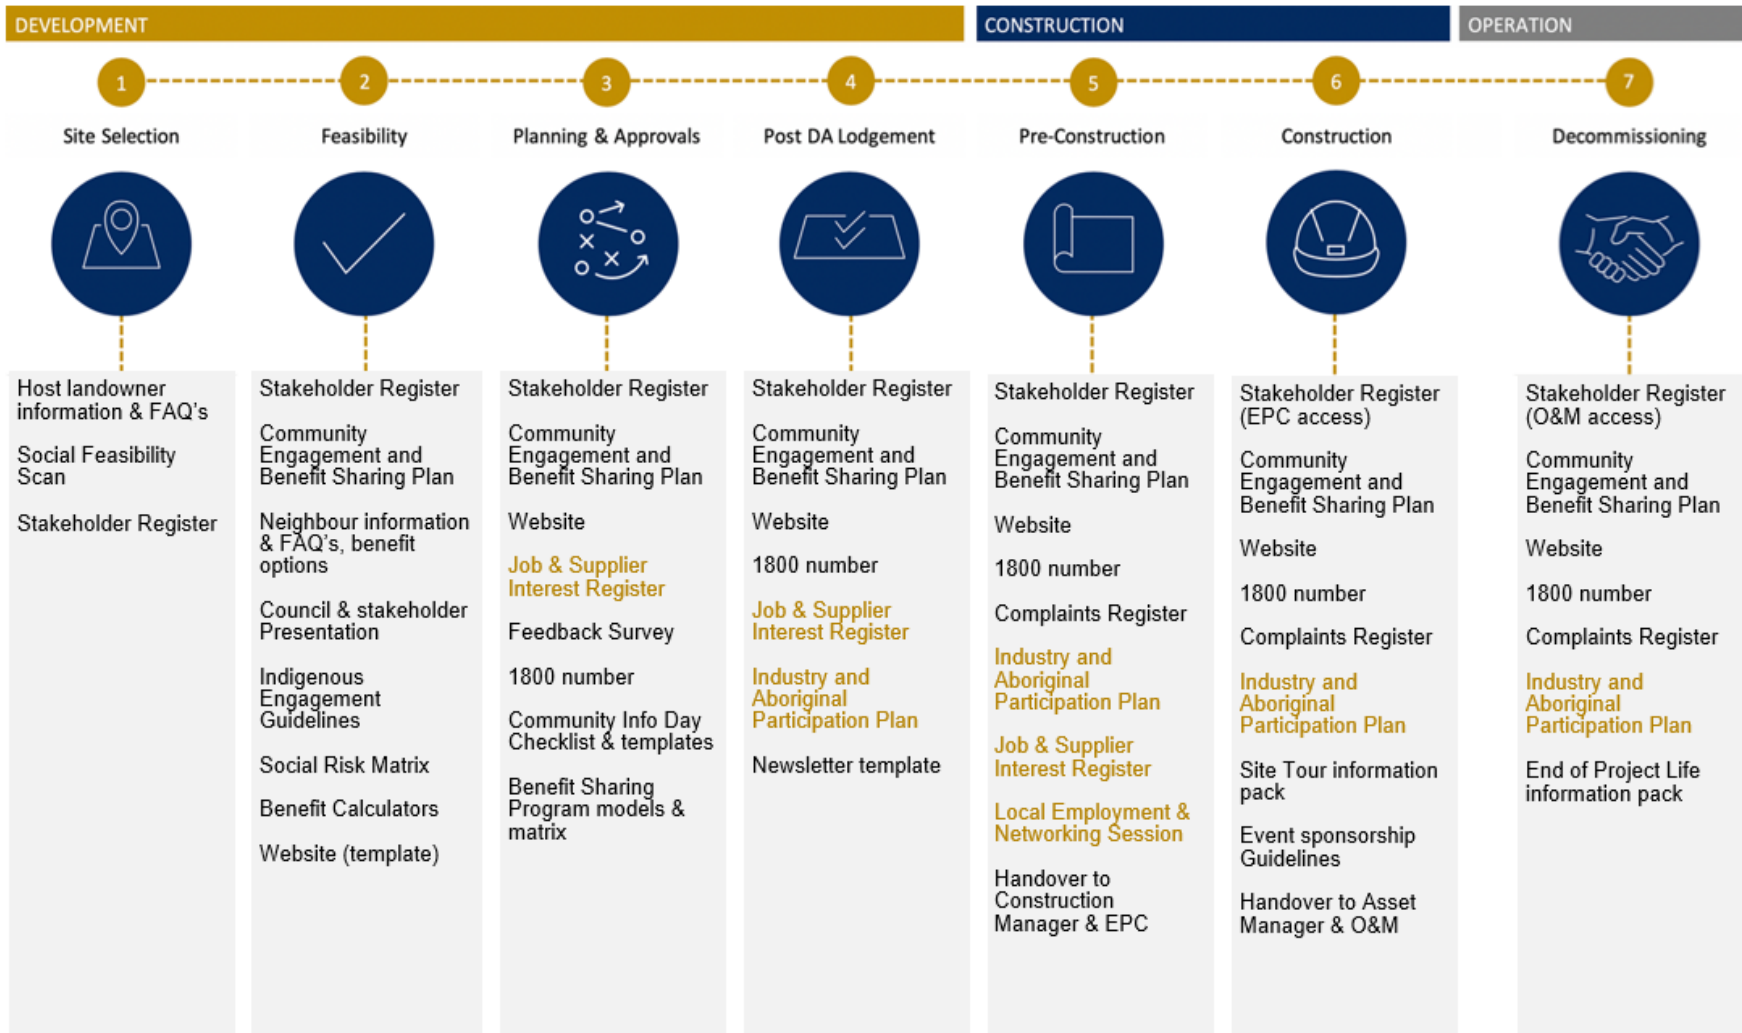 DEVELOPMENT
CONSTRUCTION
OPERATION
1
2
3
4
5
6
7
Site Selection
Feasibility
Planning & Approvals
Post DA Lodgement
Pre-Construction
Construction
Decommissioning
Host landowner
information & FAQ's
Social Feasibility
Scan
Stakeholder Register
Stakeholder Register
Community
Engagement and
Benefit Sharing Plan
Neighbour information
& FAQ's, benefit
options
Council & stakeholder
Presentation
Indigenous
Engagement
Guidelines
Social Risk Matrix
Benefit Calculators
Website (template)
Stakeholder Register
Community
Engagement and
Benefit Sharing Plan
Website
Job & Supplier
Interest Register
Feedback Survey
1800 number
Community Info Day
Checklist & templates
Benefit Sharing
Program models &
matrix
Stakeholder Register
Community
Engagement and
Benefit Sharing Plan
Website
1800 number
Job & Supplier
Interest Register
Industry and
Aboriginal
Participation Plan
Newsletter template
Stakeholder Register
Community
Engagement and
Benefit Sharing Plan
Website
1800 number
Complaints Register
Industry and
Aboriginal
Participation Plan
Job & Supplier
Interest Register
Local Employment &
Networking Session
Handover to
Construction
Manager & EPC
Stakeholder Register
(EPC access)
Community
Engagement and
Benefit Sharing Plan
Website
1800 number
Complaints Register
Industry and
Aboriginal
Participation Plan
Site Tour information
pack
Event sponsorship
Guidelines
Handover to Asset
Manager & O&M
Stakeholder Register
(O&M access)
Community
Engagement and
Benefit Sharing Plan
Website
1800 number
Complaints Register
Industry and
Aboriginal
Participation Plan
End of Project Life
information pack